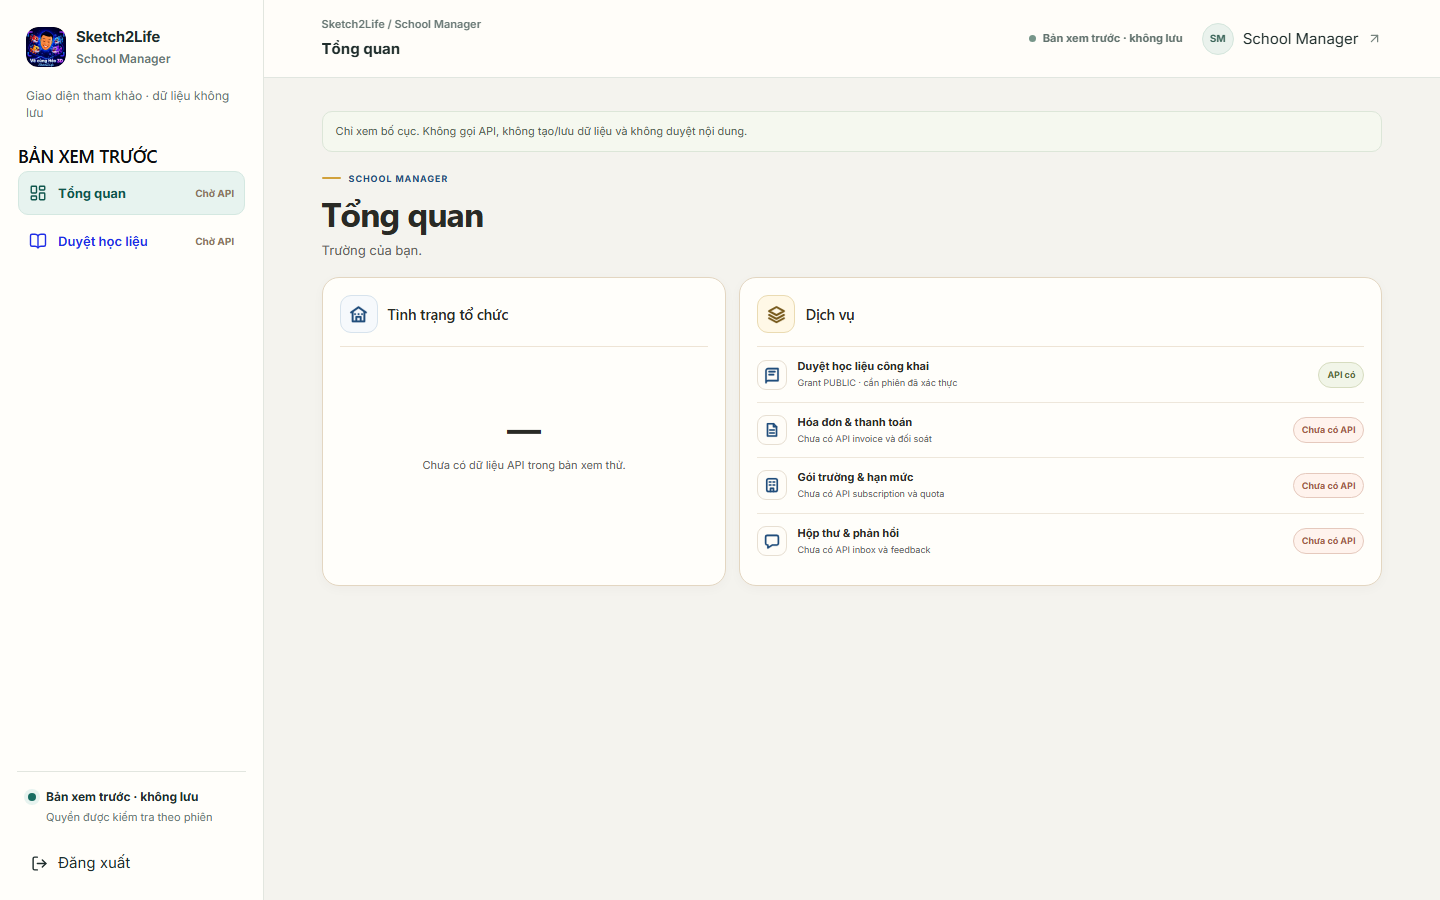 Sketch2Life
School Manager
Giao diện tham khảo · dữ liệu không
lưu
BẢN XEM TRƯỚC
Tổng quan
Chờ API
Duyệt học liệu
Chờ API
Bản xem trước · không lưu
Quyền được kiểm tra theo phiên
Đăng xuất
Sketch2Life / School Manager
Tổng quan
Bản xem trước · không lưu
SM
School Manager
Chỉ xem bố cục. Không gọi API, không tạo/lưu dữ liệu và không duyệt nội dung.
SCHOOL MANAGER
Tổng quan
Trường của bạn.
Tình trạng tổ chức
—
Chưa có dữ liệu API trong bản xem thử.
Dịch vụ
Duyệt học liệu công khai
Grant PUBLIC · cần phiên đã xác thực
API có
Hóa đơn & thanh toán
Chưa có API invoice và đối soát
Chưa có API
Gói trường & hạn mức
Chưa có API subscription và quota
Chưa có API
Hộp thư & phản hồi
Chưa có API inbox và feedback
Chưa có API